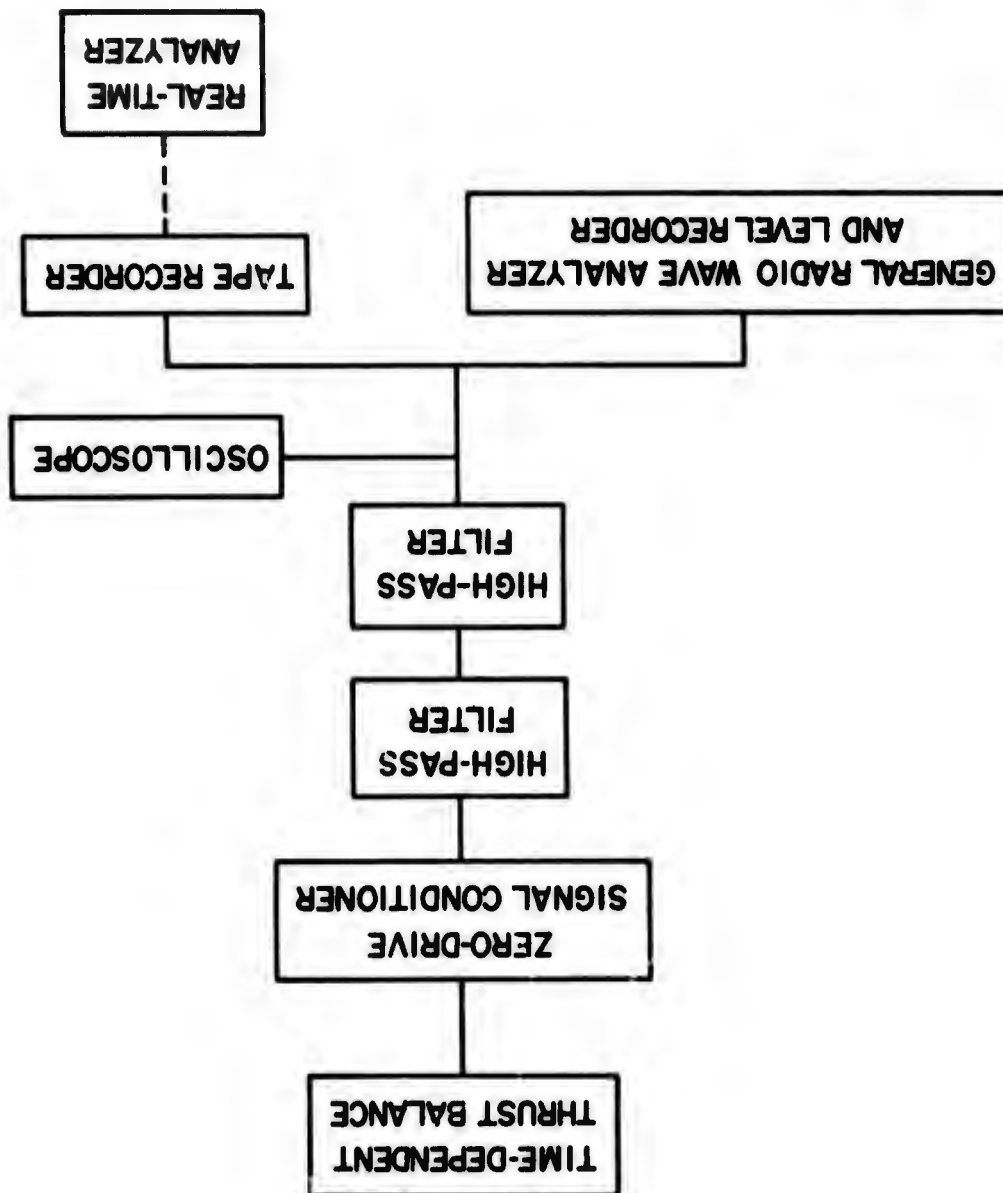 TIME-DEPENDENT
THRUST BALANCE
ZERO-DRIVE
SIGNAL CONDITIONER
HIGH-PASS
FILTER
HIGH-PASS
FILTER
OSCILLOSCOPE
GENERAL RADIO WAVE ANALYZER
AND LEVEL RECORDER
TAPE RECORDER
REAL-TIME
ANALYZER